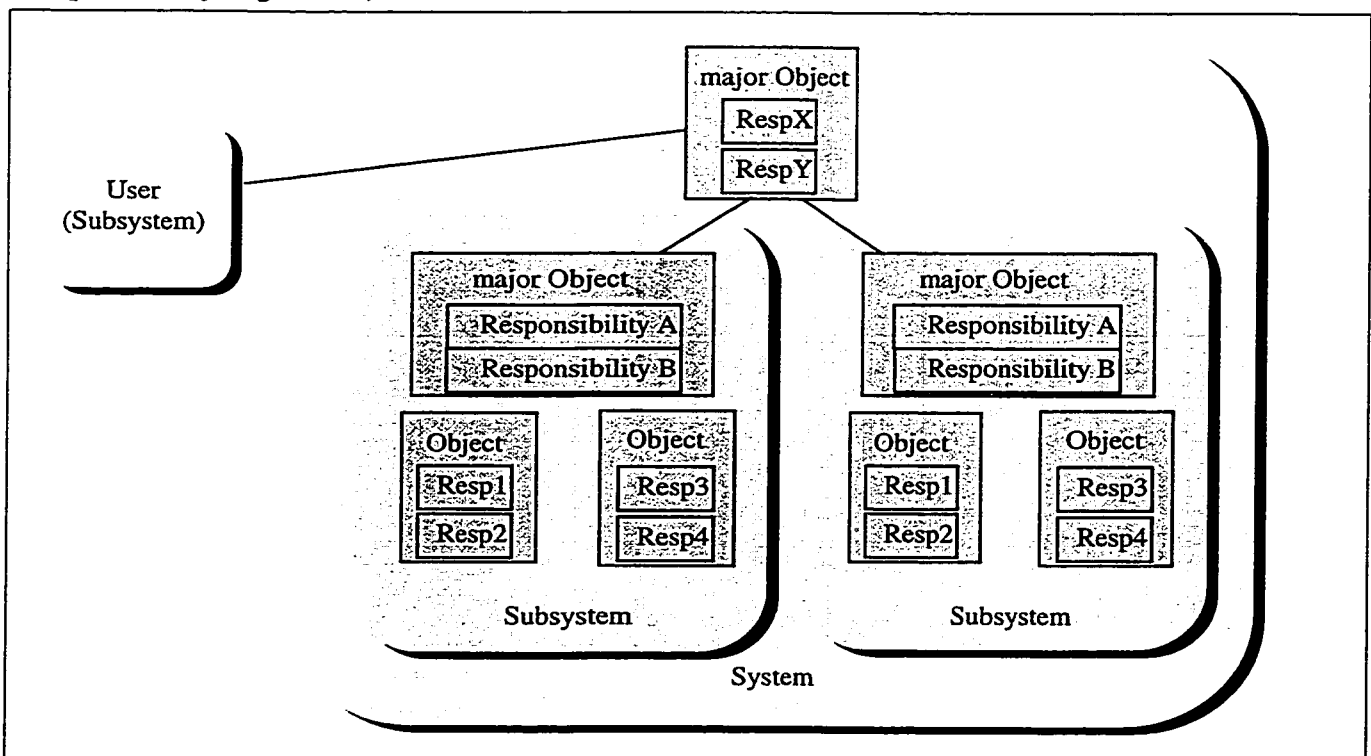 major Object
RespX
RespY
User
(Subsystem)
major Object
Responsibility A
Responsibility B
Object
Resp1
Resp2
Object
Resp3
Resp4
Subsystem
major Object
Responsibility A
Responsibility B
Object
Resp1
Resp2
Object
Resp3
Resp4
Subsystem
System